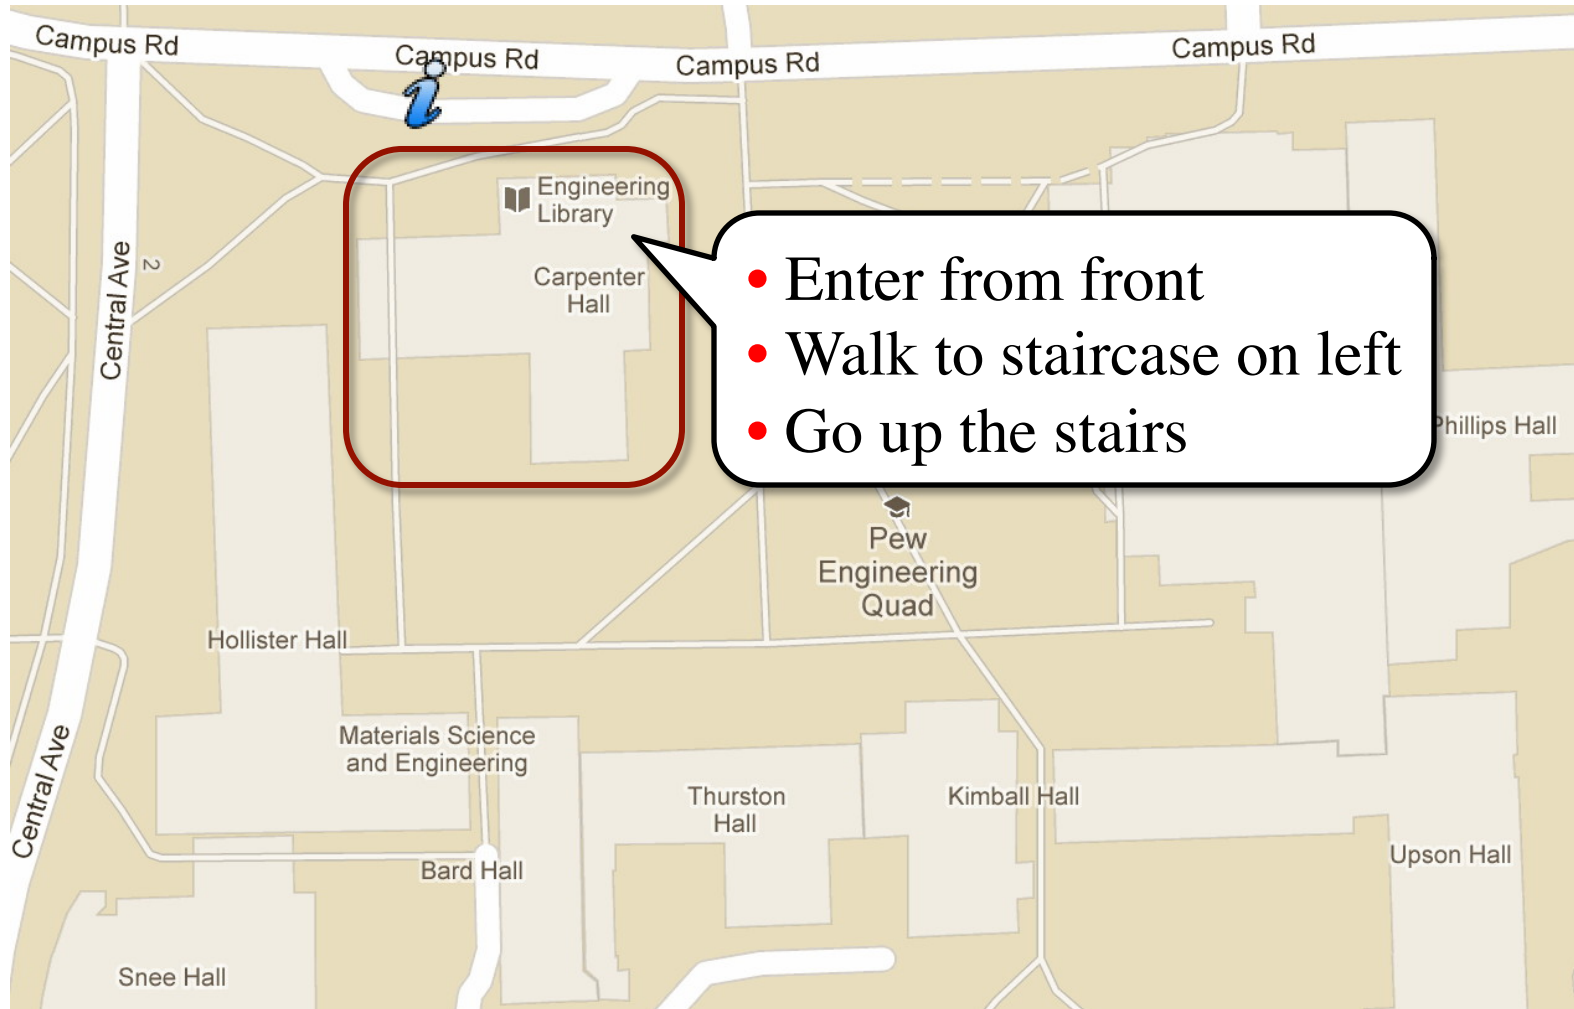 Campus Rd
Campus Rd
Campus Rd
Campus Rd
Engineering
Library
Central Ave
2
Carpenter
Hall
• Enter from front
• Walk to staircase on left
• Go up the stairs
Phillips Hall
Pew
Engineering
Quad
Hollister Hall
Materials Science
and Engineering
Central Ave
Thurston
Hall
Kimball Hall
Upson Hall
Bard Hall
Snee Hall